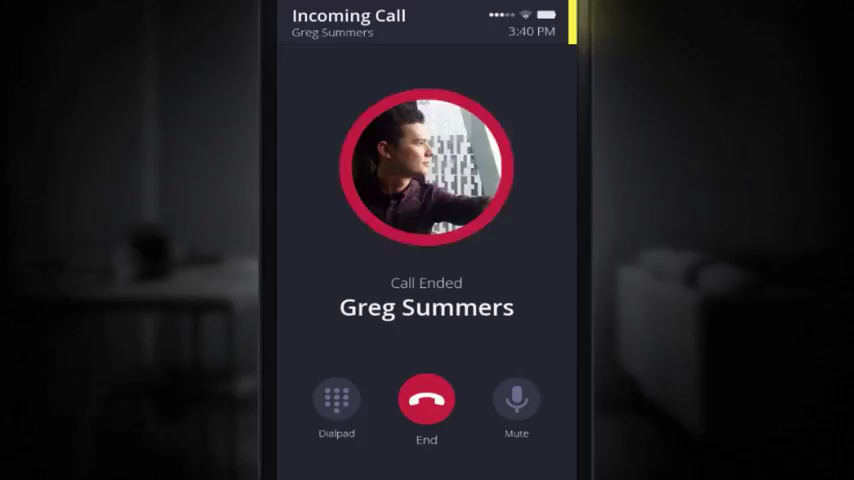 Incoming Call
Greg Summers
3:40 PM
Call Ended
Greg Summers
Dialpad
End
Mute